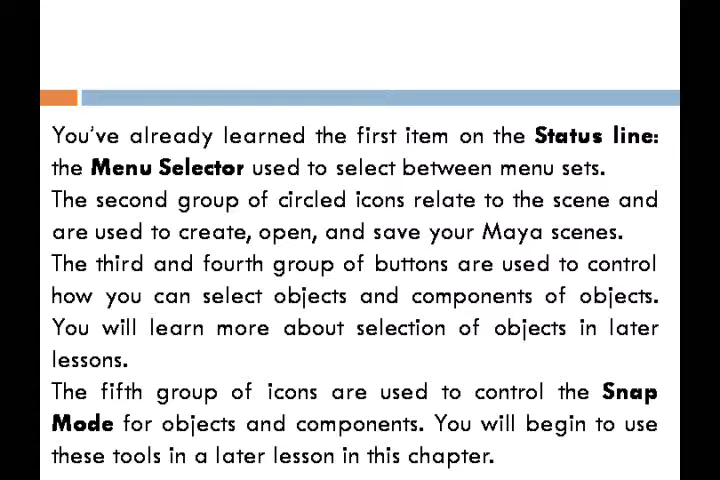 You've already learned the first item on the Status line:
the Menu Selector used to select between menu sets.
The second group of circled icons relate to the scene and
are used to create, open, and save your Maya scenes.
The third and fourth group of buttons are used to control
how you can select objects and components of objects.
You will learn more about selection of objects in later
lessons.
The fifth group of icons are used to control the Snap
Mode for objects and components. You will begin to use
these tools in a later lesson in this chapter.